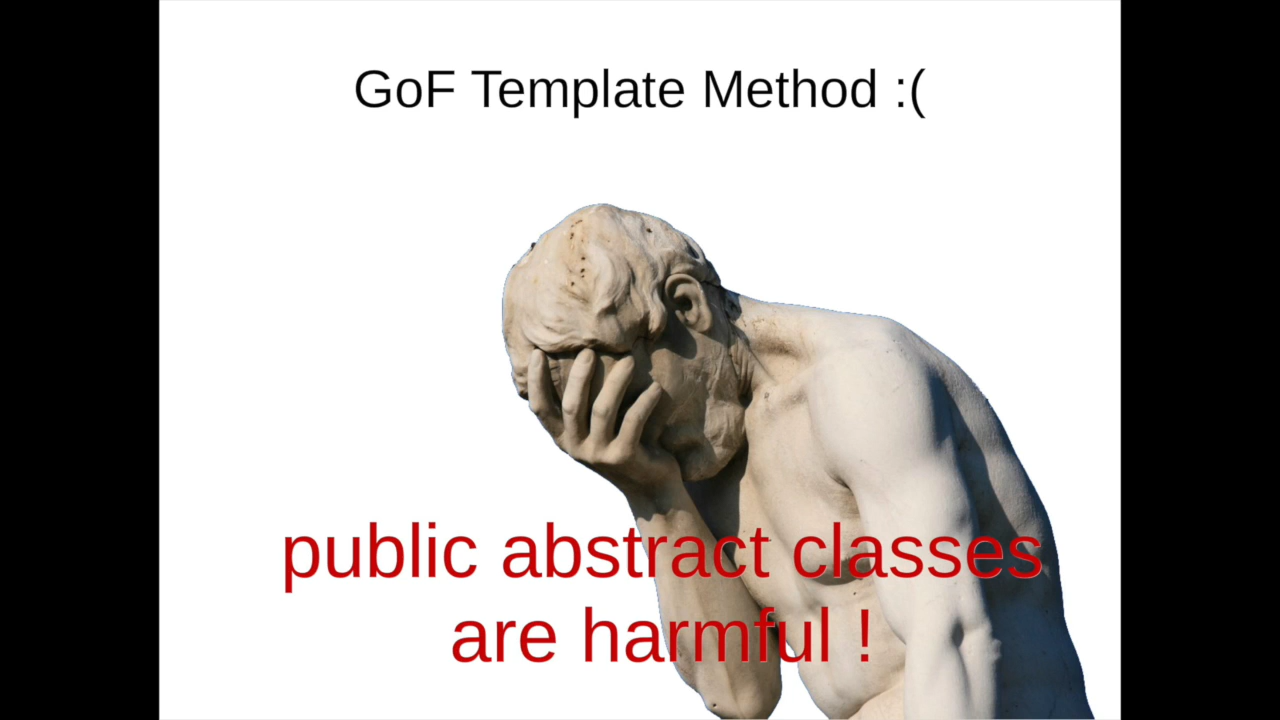 GoF Template Method :(
public abstract classes
are harmful !